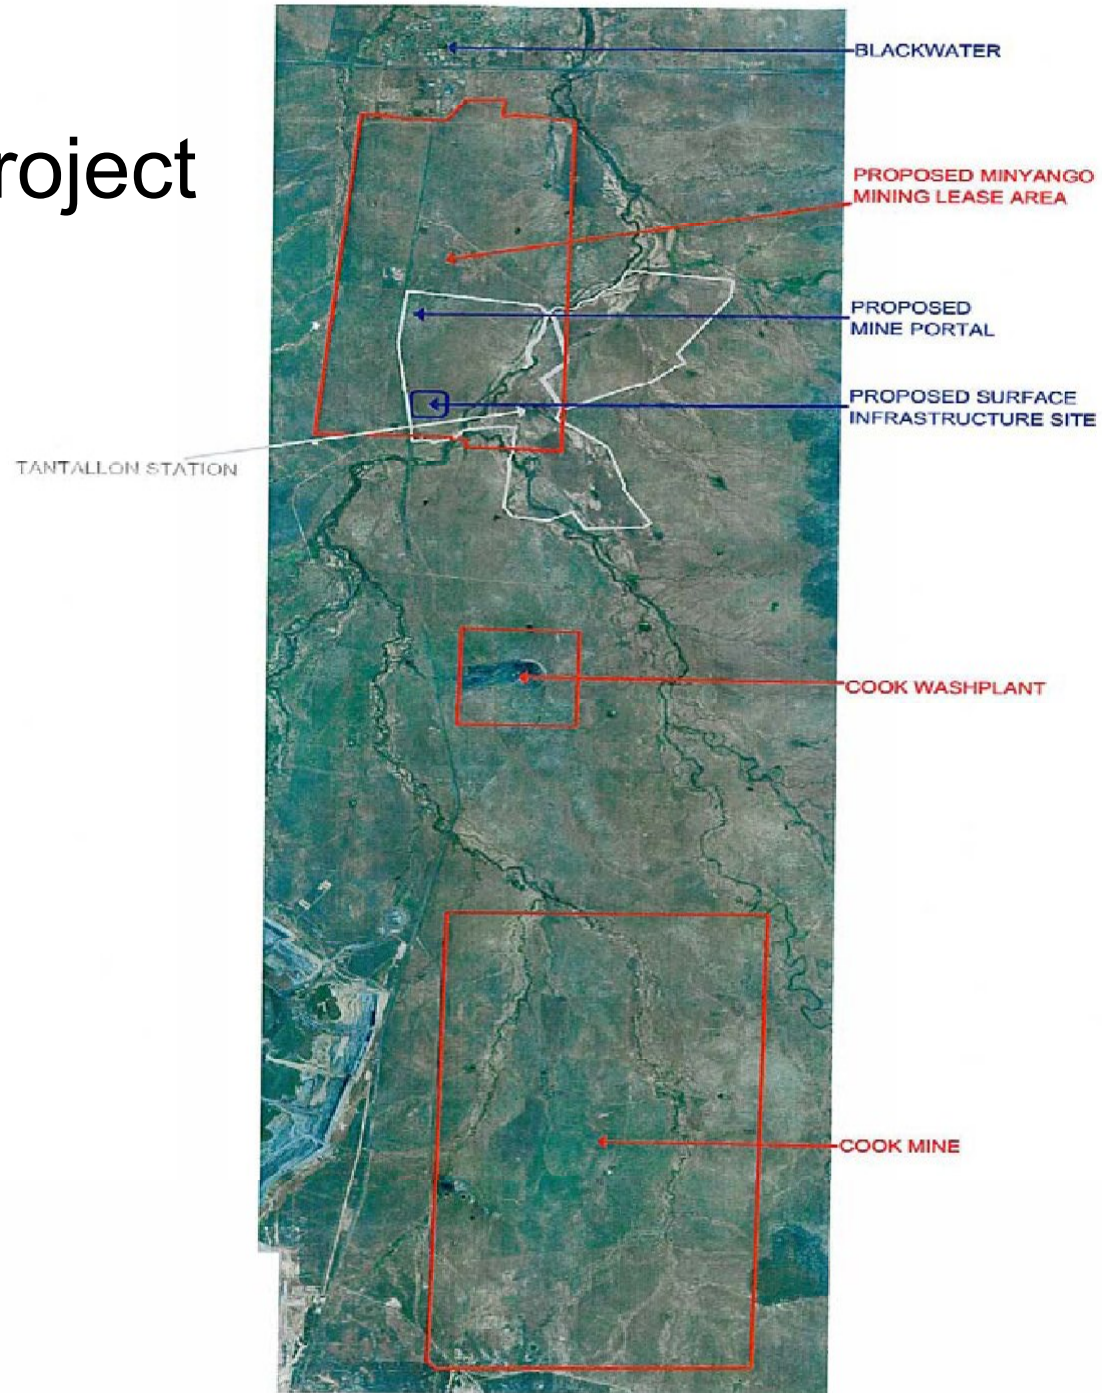 roject
BLACKWATER
PROPOSED MINYANGO
MINING LEASE AREA
PROPOSED
MINE PORTAL
PROPOSED SURFACE
INFRASTRUCTURE SITE
TANTALLON STATION
COOK WASHPLANT
COOK MINE